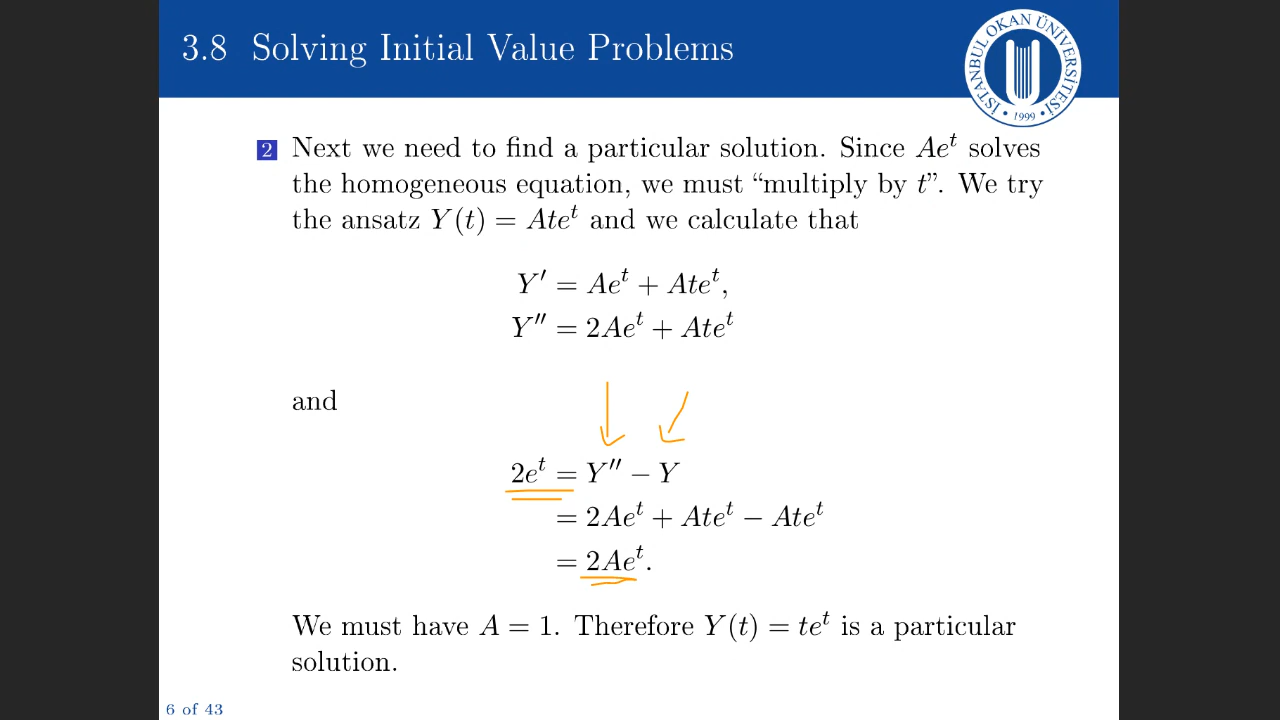 3.8 Solving Initial Value Problems
İSTANBUL OKAN ÜNİVERSİTESİ
• 1999 •
2 Next we need to find a particular solution. Since Ae^t solves
the homogeneous equation, we must “multiply by t”. We try
the ansatz Y(t) = Ate^t and we calculate that
Y′ = Ae^t + Ate^t,
Y″ = 2Ae^t + Ate^t
and
2e^t = Y″ − Y
= 2Ae^t + Ate^t − Ate^t
= 2Ae^t.
We must have A = 1. Therefore Y(t) = te^t is a particular
solution.
6 of 43